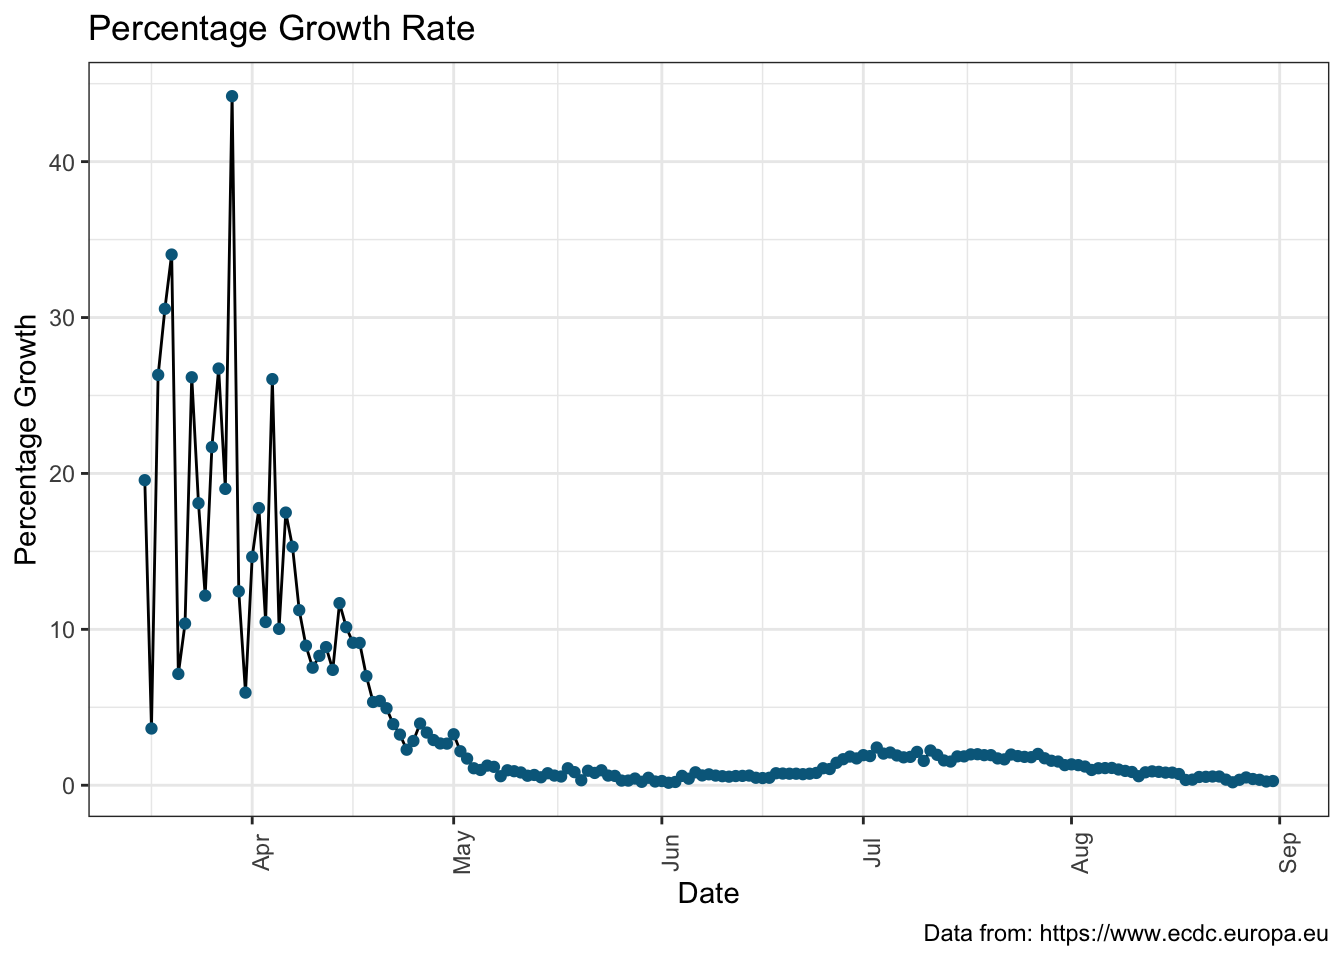 Percentage Growth Rate
Percentage Growth
40
30
20
10
0
Apr
May
Jun
Jul
Aug
Sep
Date
Data from: https://www.ecdc.europa.eu